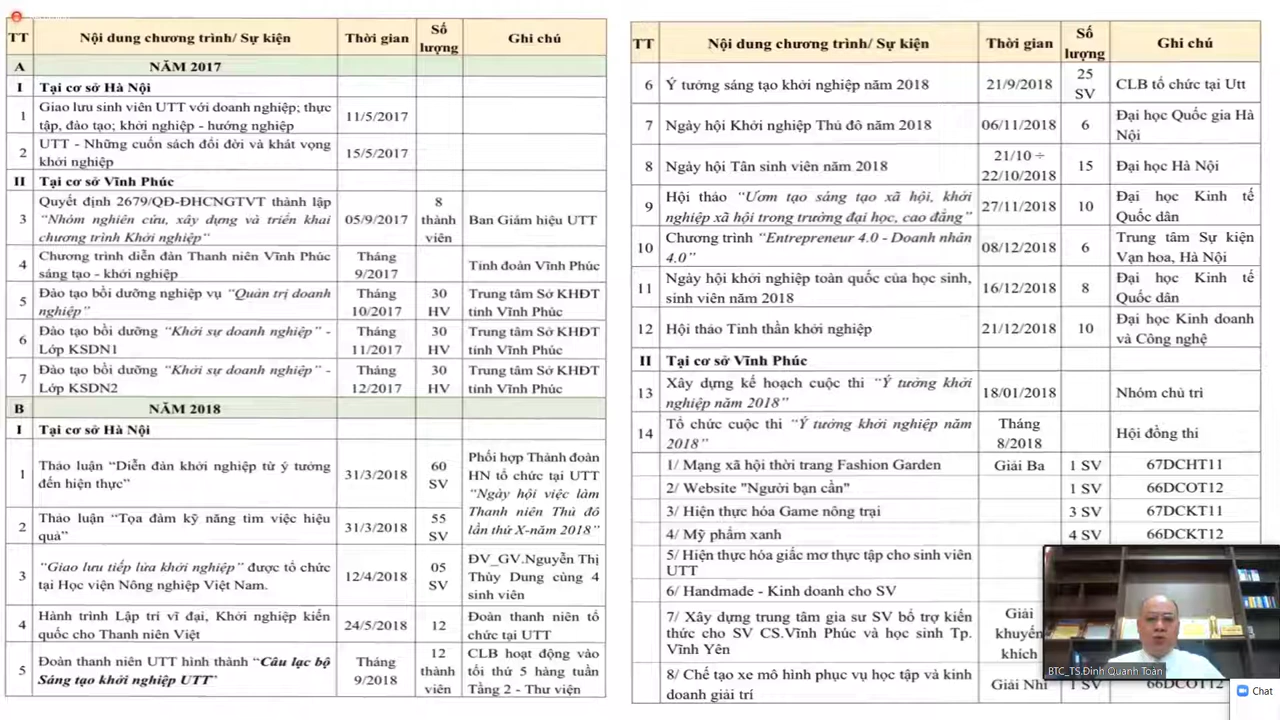 TT Nội dung chương trình/ Sự kiện Thời gian Số lượng Ghi chú
A NĂM 2017
I Tại cơ sở Hà Nội
1 Giao lưu sinh viên UTT với doanh nghiệp; thực 11/5/2017
tập, đào tạo; khởi nghiệp - hướng nghiệp
2 UTT - Những cuốn sách đổi đời và khát vọng 15/5/2017
khởi nghiệp
II Tại cơ sở Vĩnh Phúc
3 Quyết định 2679/QĐ-ĐHCNGTVT thành lập 05/9/2017 8 thành viên Ban Giám hiệu UTT
“Nhóm nghiên cứu, xây dựng và triển khai
chương trình Khởi nghiệp“
4 Chương trình diễn đàn Thanh niên Vĩnh Phúc Tháng 9/2017 Tỉnh đoàn Vĩnh Phúc
sáng tạo - khởi nghiệp
5 Đào tạo bồi dưỡng nghiệp vụ “Quản trị doanh Tháng 10/2017 30 HV Trung tâm Sở KHĐT tỉnh Vĩnh Phúc
nghiệp”
6 Đào tạo bồi dưỡng “Khởi sự doanh nghiệp” - Tháng 11/2017 30 HV Trung tâm Sở KHĐT tỉnh Vĩnh Phúc
Lớp KSDN1
7 Đào tạo bồi dưỡng “Khởi sự doanh nghiệp” - Tháng 12/2017 30 HV Trung tâm Sở KHĐT tỉnh Vĩnh Phúc
Lớp KSDN2
B NĂM 2018
I Tại cơ sở Hà Nội
1 Thảo luận “Diễn đàn khởi nghiệp từ ý tưởng 31/3/2018 60 SV Phối hợp Thành đoàn
đến hiện thực” HN tổ chức tại UTT
“Ngày hội việc làm
2 Thảo luận “Tọa đàm kỹ năng tìm việc hiệu 31/3/2018 55 SV Thanh niên Thủ đô
quả” lần thứ X-năm 2018”
3 “Giao lưu tiếp lửa khởi nghiệp” được tổ chức 12/4/2018 05 SV ĐV_GV.Nguyễn Thị
tại Học viện Nông nghiệp Việt Nam. Thùy Dung cùng 4
sinh viên
4 Hành trình Lập trí vĩ đại, Khởi nghiệp kiến 24/5/2018 12 Đoàn thanh niên tổ
quốc cho Thanh niên Việt chức tại UTT
5 Đoàn thanh niên UTT hình thành “Câu lạc bộ Tháng 9/2018 12 thành viên CLB hoạt động vào
Sáng tạo khởi nghiệp UTT” tối thứ 5 hàng tuần
Tầng 2 - Thư viện
TT Nội dung chương trình/ Sự kiện Thời gian Số lượng Ghi chú
6 Ý tưởng sáng tạo khởi nghiệp năm 2018 21/9/2018 25 SV CLB tổ chức tại Utt
7 Ngày hội Khởi nghiệp Thủ đô năm 2018 06/11/2018 6 Đại học Quốc gia Hà Nội
8 Ngày hội Tân sinh viên năm 2018 21/10 ÷ 22/10/2018 15 Đại học Hà Nội
9 Hội thảo “Ươm tạo sáng tạo xã hội, khởi 27/11/2018 10 Đại học Kinh tế Quốc dân
nghiệp xã hội trong trường đại học, cao đẳng”
10 Chương trình “Entrepreneur 4.0 - Doanh nhân 08/12/2018 6 Trung tâm Sự kiện Vạn hoa, Hà Nội
4.0”
11 Ngày hội khởi nghiệp toàn quốc của học sinh, 16/12/2018 8 Đại học Kinh tế Quốc dân
sinh viên năm 2018
12 Hội thảo Tinh thần khởi nghiệp 21/12/2018 10 Đại học Kinh doanh và Công nghệ
II Tại cơ sở Vĩnh Phúc
13 Xây dựng kế hoạch cuộc thi “Ý tưởng khởi 18/01/2018 Nhóm chủ trì
nghiệp năm 2018”
14 Tổ chức cuộc thi “Ý tưởng khởi nghiệp năm Tháng 8/2018 Hội đồng thi
2018”
1/ Mạng xã hội thời trang Fashion Garden Giải Ba 1 SV 67DCHT11
2/ Website "Người bạn cần" 1 SV 66DCOT12
3/ Hiện thực hóa Game nông trại 3 SV 67DCKT11
4/ Mỹ phẩm xanh 4 SV 66DCKT12
5/ Hiện thực hóa giấc mơ thực tập cho sinh viên
UTT
6/ Handmade - Kinh doanh cho SV
7/ Xây dựng trung tâm gia sư SV bổ trợ kiến Giải khuyến khích
thức cho SV CS.Vĩnh Phúc và học sinh Tp.
Vĩnh Yên
8/ Chế tạo xe mô hình phục vụ học tập và kinh Giải Nhì 1 SV 66DCOT12
doanh giải trí
BTC_TS.Đinh Quang Toàn
Chat